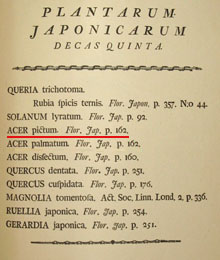 PLANTARUM
JAPONICARUM
DECAS QUINTA.
QUERIA trichotoma.
Rubia ſpicis ternis. Flor. Japon. p. 357. N:o 44.
SOLANUM lyratum. Flor. Jap. p. 92.
ACER pictum. Flor. Jap. p. 162,
ACER palmatum. Flor. Jap. p. 162,
ACER diſſectum, Flor. Jap. p. 160,
QUERCUS dentata. Flor. Jap. p. 251.
QUERCUS cuſpidata. Flor. Jap. p. 176,
MAGNOLIA tomentoſa. Act. Soc, Linn. Lond, 2, p. 336.
RUELLIA japonica, Flor. Jap. p. 254.
GERARDIA japonica, Flor. Jap. p. 251.